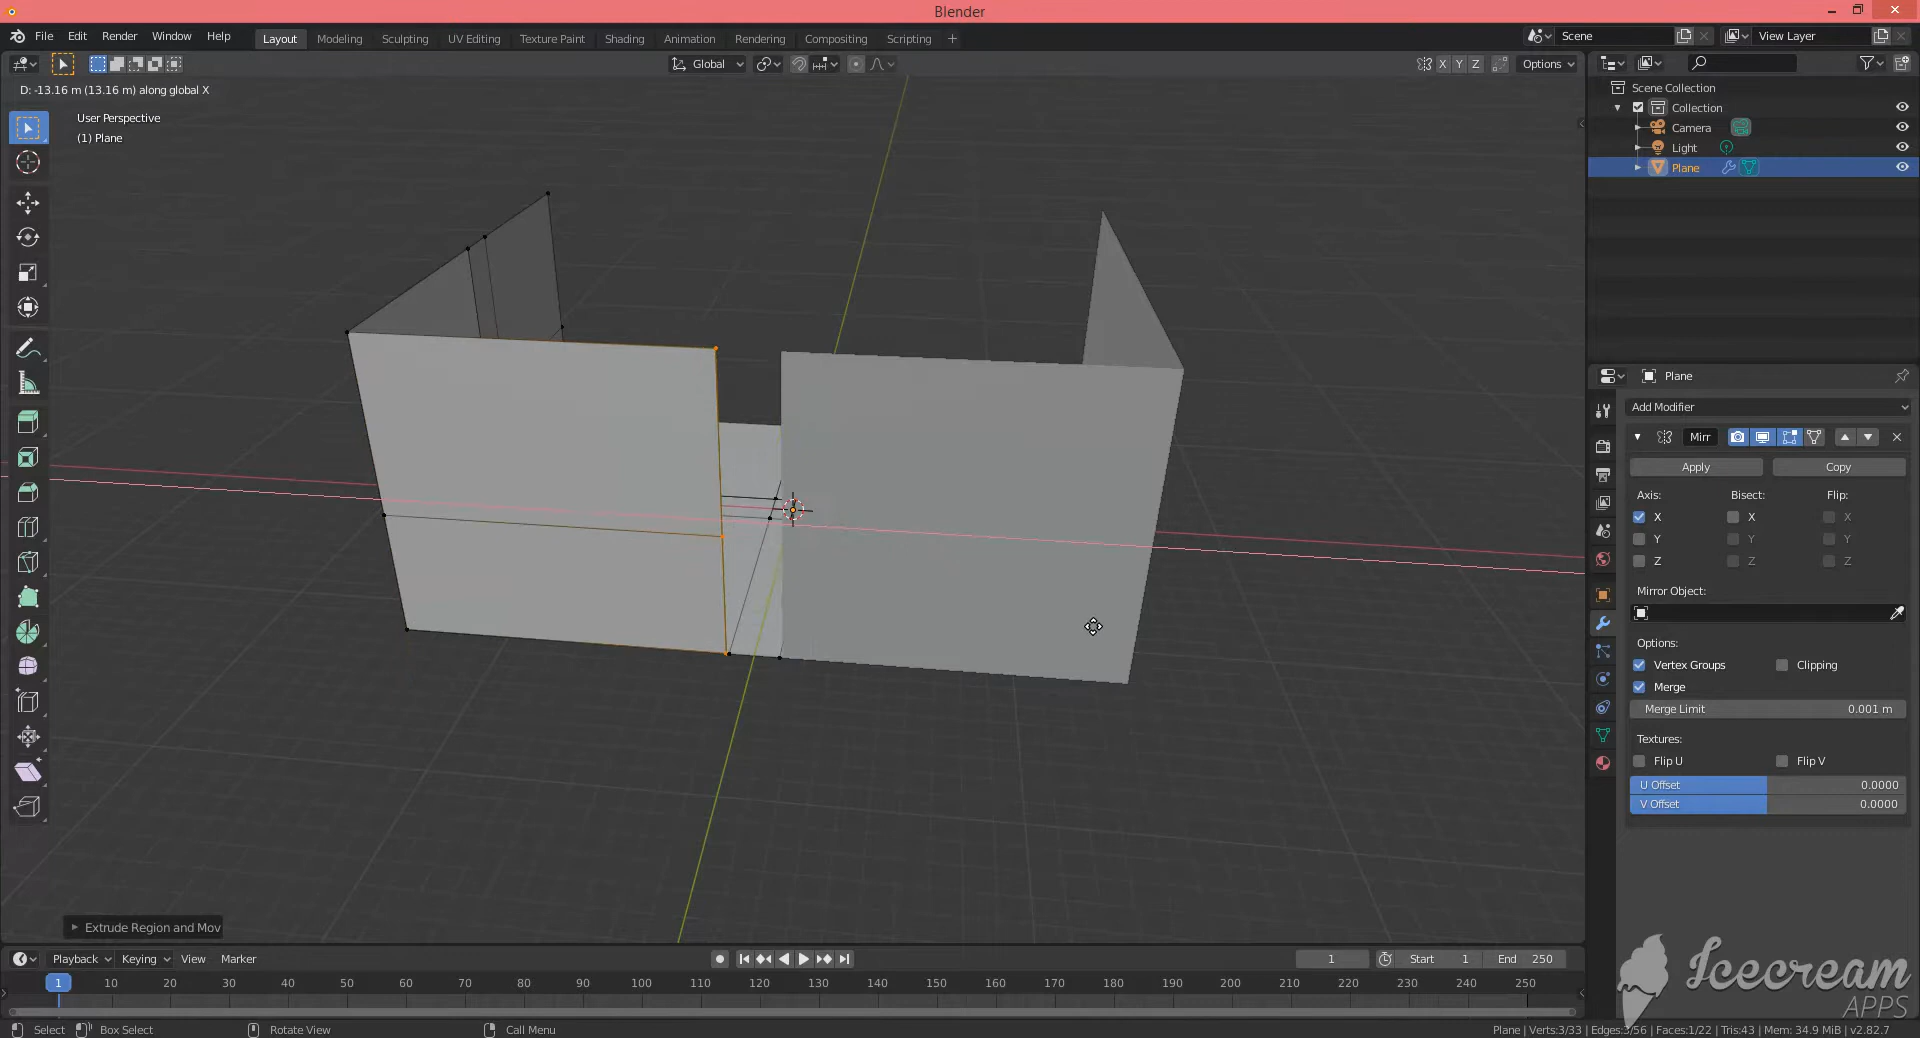 Blender
File Edit Render Window Help
Layout Modeling Sculpting UV Editing Texture Paint Shading Animation Rendering Compositing Scripting +
Scene
View Layer
Global
X Y Z
Options
D: -13.16 m (13.16 m) along global X
User Perspective
(1) Plane
Scene Collection
Collection
Camera
Light
Plane
Plane
Add Modifier
Mirr
Apply
Copy
Axis: Bisect: Flip:
X X X
Y Y Y
Z Z Z
Mirror Object:
Options:
Vertex Groups Clipping
Merge
Merge Limit 0.001 m
Textures:
Flip U Flip V
U Offset 0.0000
V Offset 0.0000
Extrude Region and Mov
Playback Keying View Marker
1
Start 1
End 250
1 10 20 30 40 50 60 70 80 90 100 110 120 130 140 150 160 170 180 190 200 210 220 230 240 250
Icecream
APPS
Select Box Select Rotate View Call Menu
Plane | Verts:3/33 | Edges:3/56 | Faces:1/22 | Tris:43 | Mem: 34.9 MiB | v2.82.7